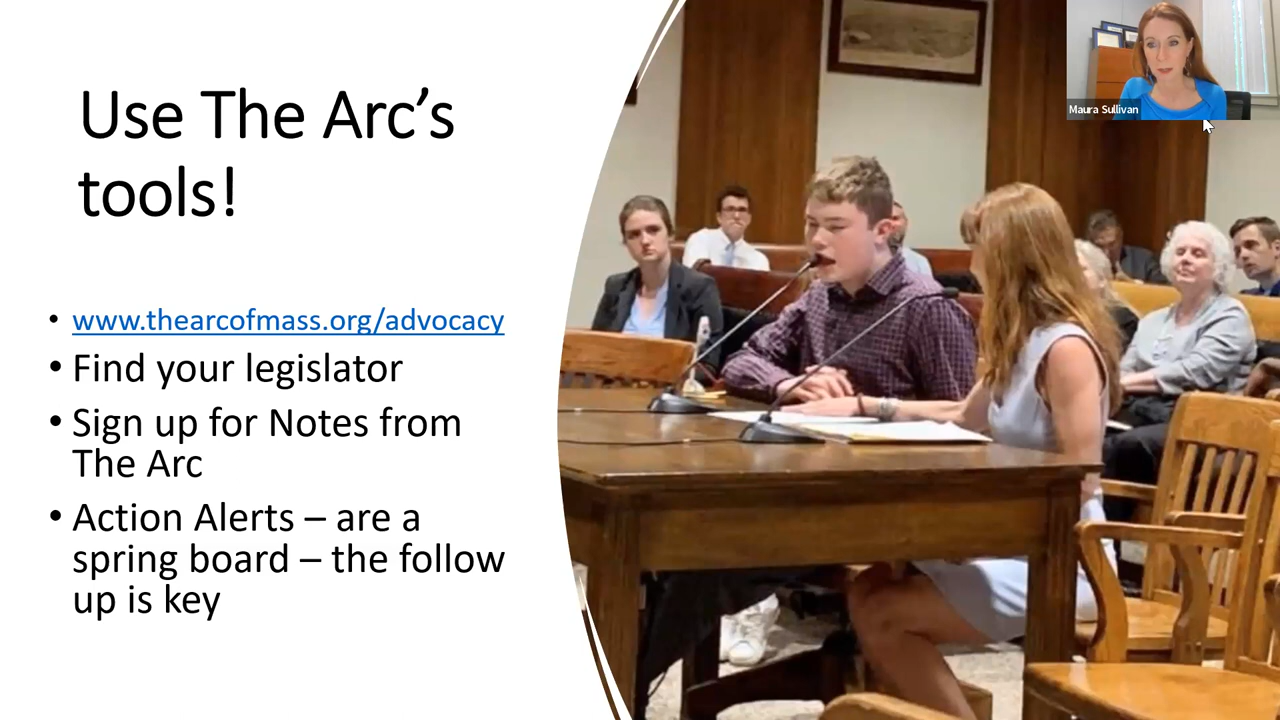 Use The Arc’s
tools!
• www.thearcofmass.org/advocacy
• Find your legislator
• Sign up for Notes from
The Arc
• Action Alerts – are a
spring board – the follow
up is key
Maura Sullivan